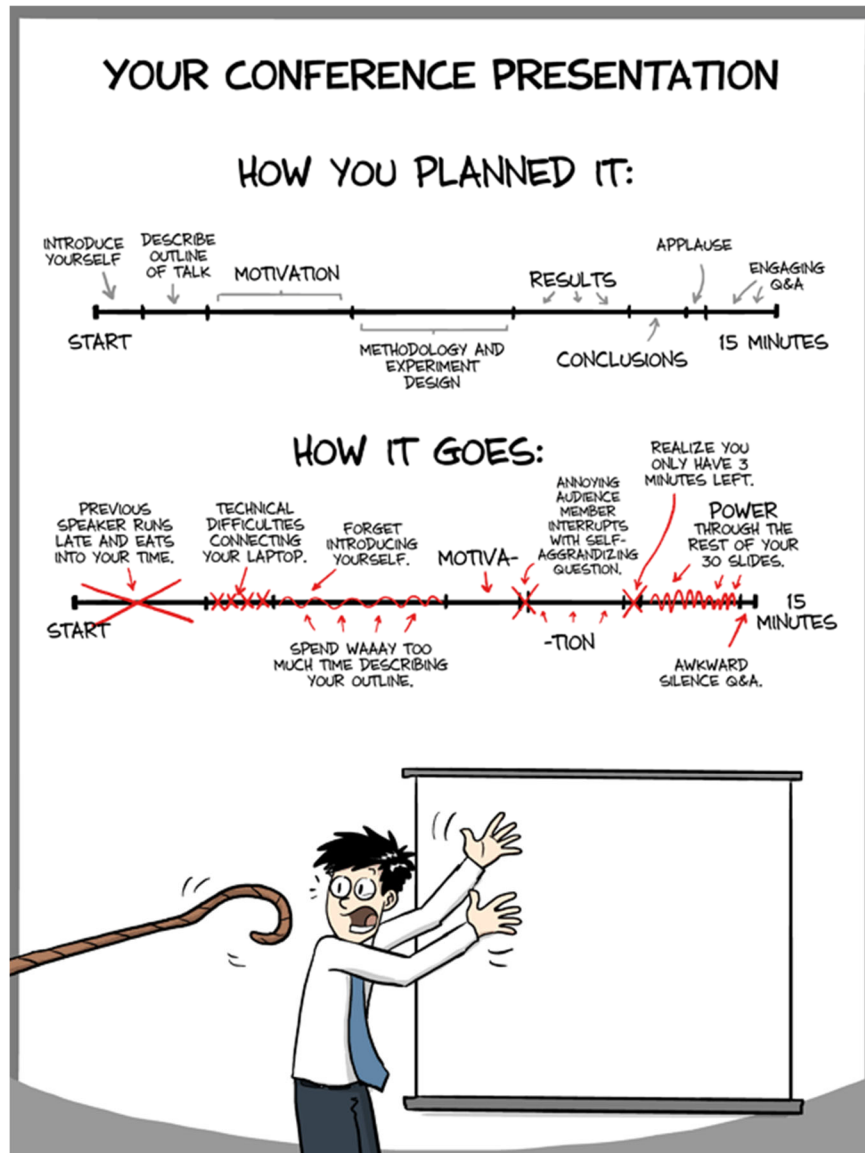 YOUR CONFERENCE PRESENTATION
HOW YOU PLANNED IT:
INTRODUCE
YOURSELF
DESCRIBE
OUTLINE
OF TALK
MOTIVATION
METHODOLOGY AND
EXPERIMENT
DESIGN
RESULTS
CONCLUSIONS
APPLAUSE
ENGAGING
Q&A
START
15 MINUTES
HOW IT GOES:
PREVIOUS
SPEAKER RUNS
LATE AND EATS
INTO YOUR TIME.
TECHNICAL
DIFFICULTIES
CONNECTING
YOUR LAPTOP.
FORGET
INTRODUCING
YOURSELF.
SPEND WAAAY TOO
MUCH TIME DESCRIBING
YOUR OUTLINE.
MOTIVA-
ANNOYING
AUDIENCE
MEMBER
INTERRUPTS
WITH SELF-
AGGRANDIZING
QUESTION.
-TION
REALIZE YOU
ONLY HAVE 3
MINUTES LEFT.
POWER
THROUGH THE
REST OF YOUR
30 SLIDES.
AWKWARD
SILENCE Q&A.
START
15
MINUTES